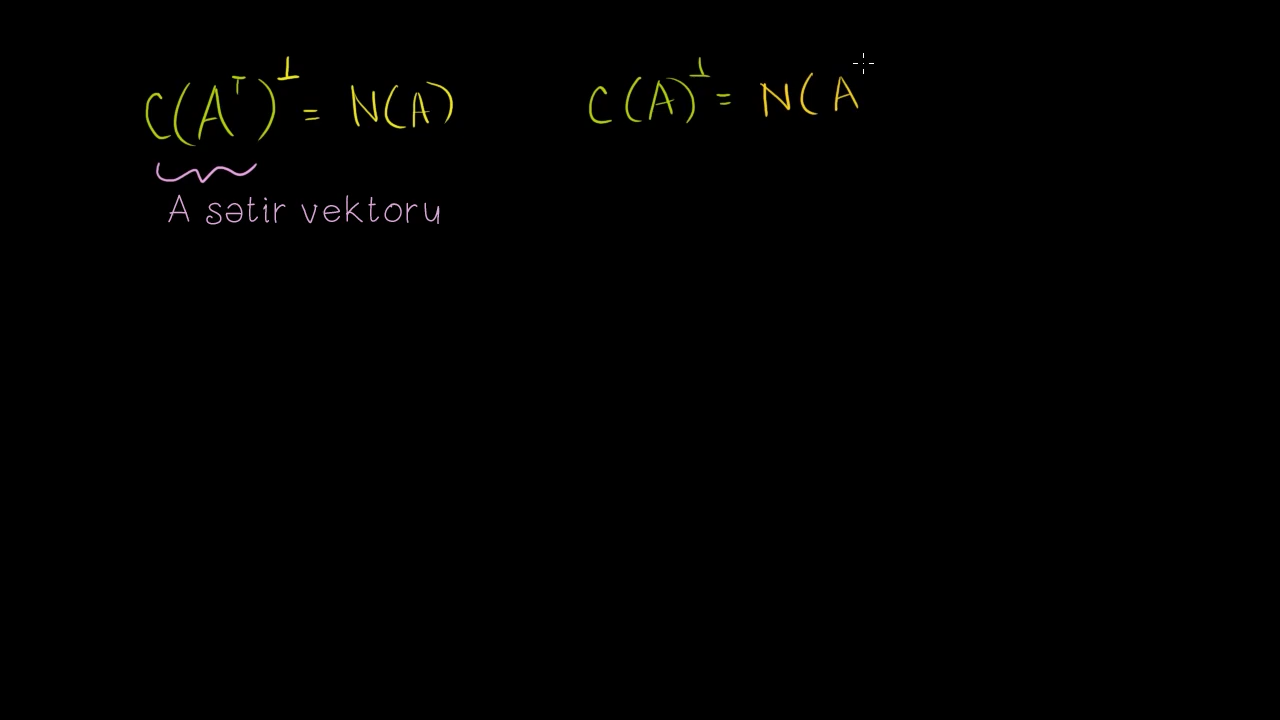 C(Aᵀ)⊥ = N(A)
C(A)⊥ = N(A
A sətir vektoru